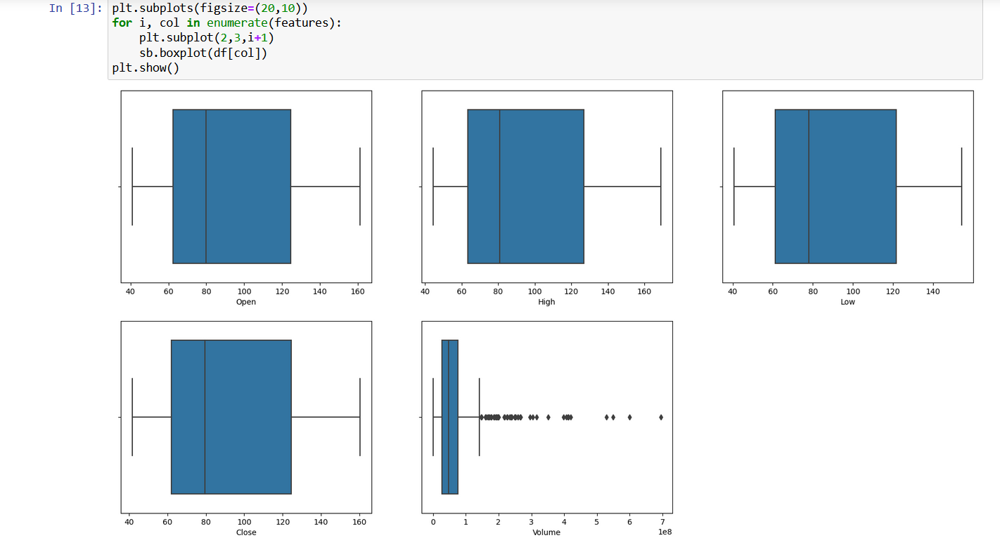 In [13]: plt.subplots(figsize=(20,10))
for i, col in enumerate(features):
    plt.subplot(2,3,i+1)
    sb.boxplot(df[col])
plt.show()
40 60 80 100 120 140 160
Open
40 60 80 100 120 140 160
High
40 60 80 100 120 140
Low
40 60 80 100 120 140 160
Close
0 1 2 3 4 5 6 7
1e8
Volume